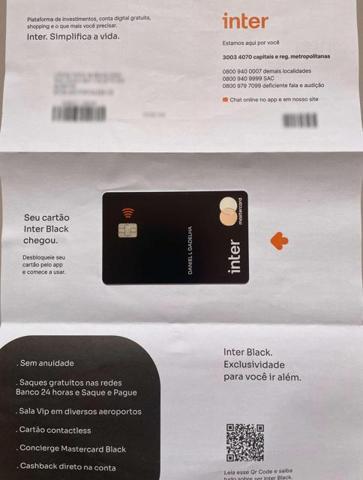 Plataforma de investimentos, conta digital gratuita,
shopping e o que mais você precisar.
Inter. Simplifica a vida.
inter
Estamos aqui por você
3003 4070 capitais e reg. metropolitanas
0800 940 0007 demais localidades
0800 940 9999 SAC
0800 979 7099 deficiente fala e audição
Chat online no app e em nosso site
Seu cartão
Inter Black
chegou.
Desbloqueie seu
cartão pelo app
e comece a usar.
DANIEL L GADELHA
inter
mastercard
. Sem anuidade
. Saques gratuitos nas redes
Banco 24 horas e Saque e Pague
. Sala Vip em diversos aeroportos
. Cartão contactless
. Concierge Mastercard Black
. Cashback direto na conta
Inter Black.
Exclusividade
para você ir além.
Leia esse Qr Code e saiba
tudo sobre ser Inter Black.